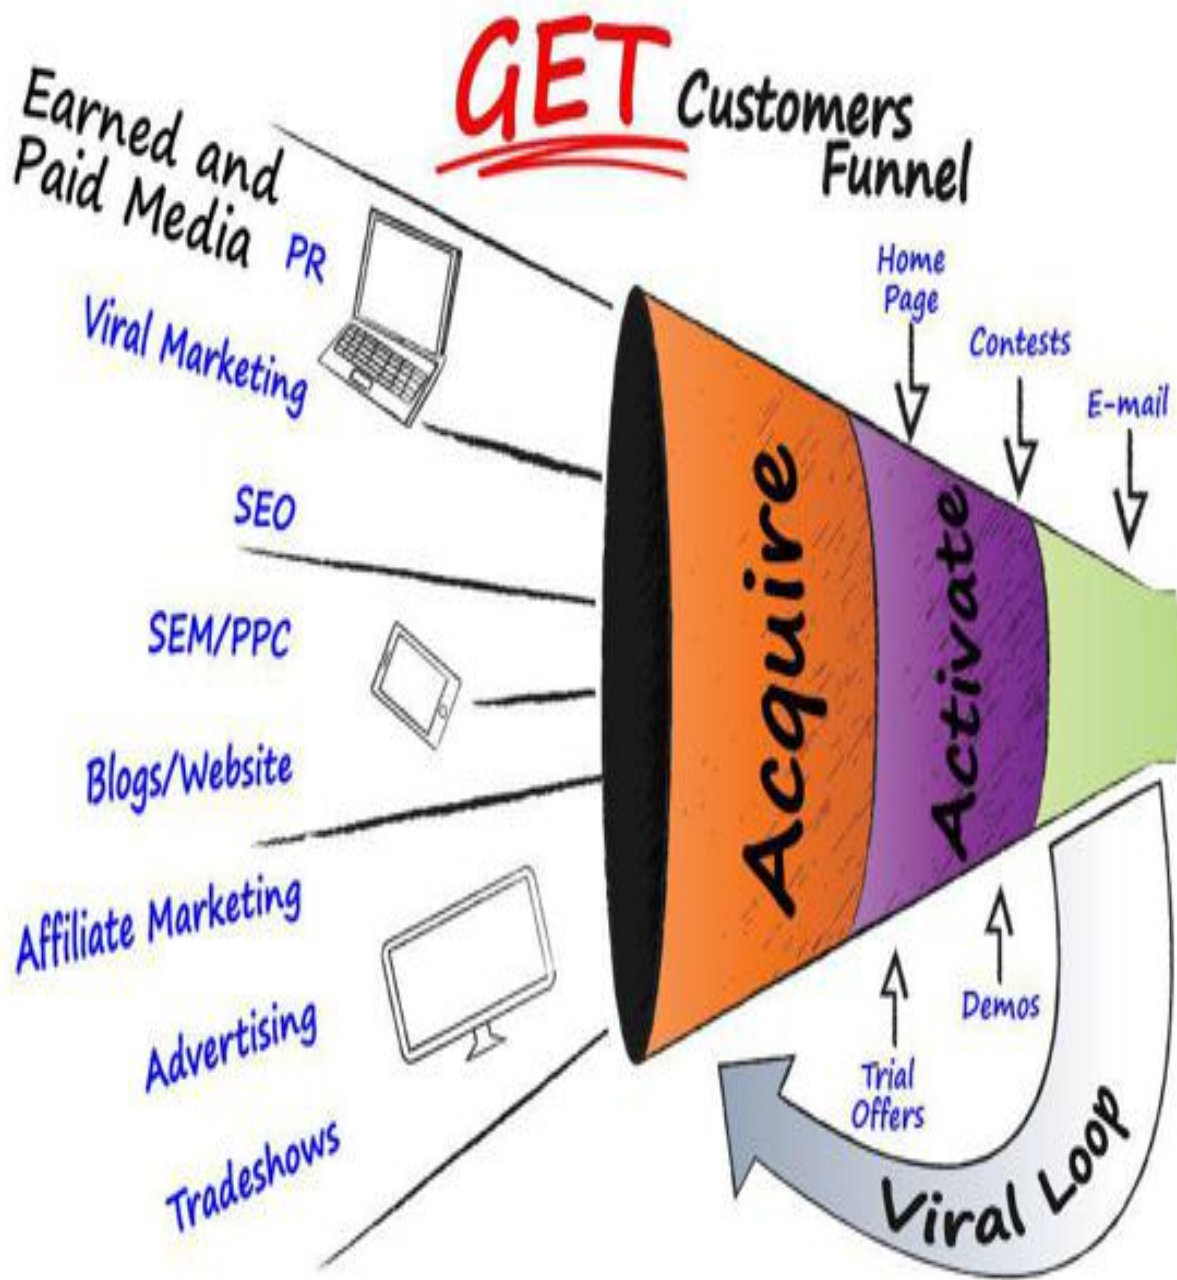 GET Customers
Funnel
Earned and
Paid Media
PR
Viral Marketing
SEO
SEM/PPC
Blogs/Website
Affiliate Marketing
Advertising
Tradeshows
Acquire
Activate
Home
Page
Contests
E-mail
Trial
Offers
Demos
Viral Loop